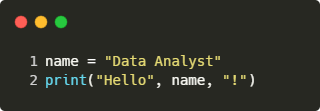 1 name = "Data Analyst"
2 print("Hello", name, "!")